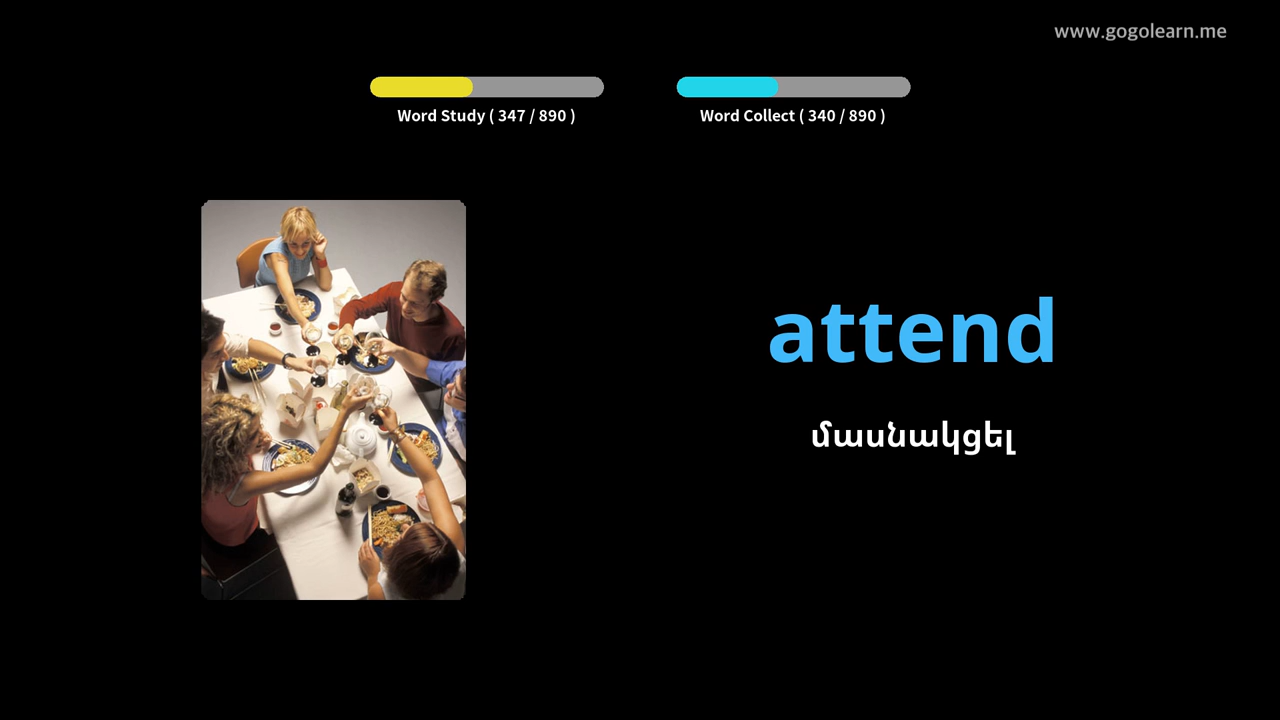 www.gogolearn.me
Word Study ( 347 / 890 )
Word Collect ( 340 / 890 )
attend
մասնակցել